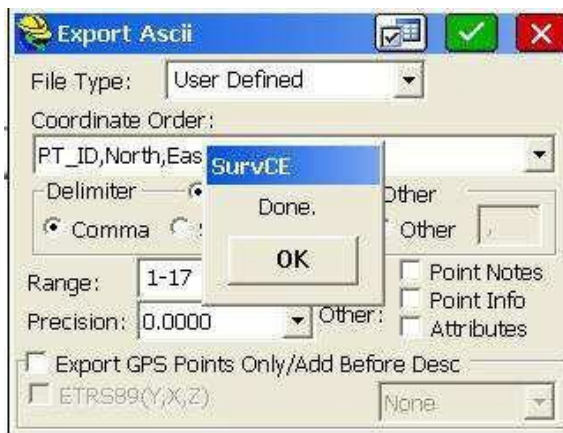 Export Ascii
File Type: User Defined
Coordinate Order:
PT_ID,North,Eas
SurvCE
Delimiter Other
Done.
Comma Other ,
OK
Range: 1-17 Point Notes
Point Info
Precision: 0.0000 Other:
Attributes
Export GPS Points Only/Add Before Desc
ETRS89(Y,X,Z)
None